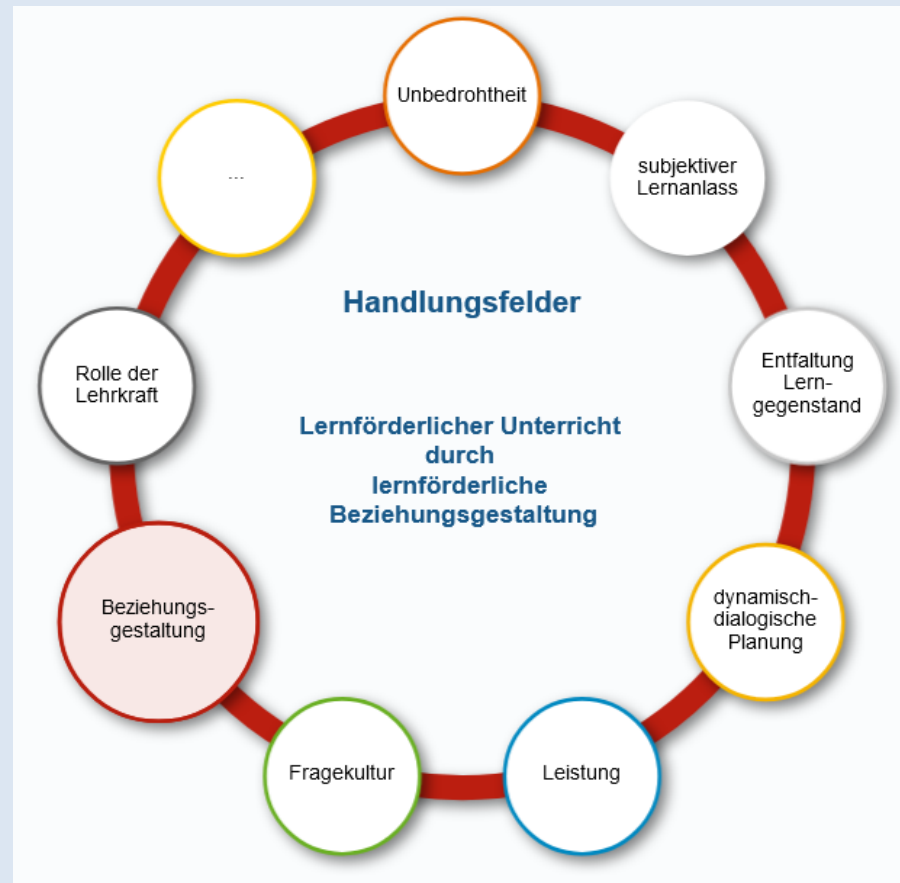 Unbedrohtheit
subjektiver
Lernanlass
Entfaltung
Lern-
gegenstand
dynamisch-
dialogische
Planung
Leistung
Fragekultur
Beziehungs-
gestaltung
Rolle der
Lehrkraft
...
Handlungsfelder
Lernförderlicher Unterricht
durch
lernförderliche
Beziehungsgestaltung